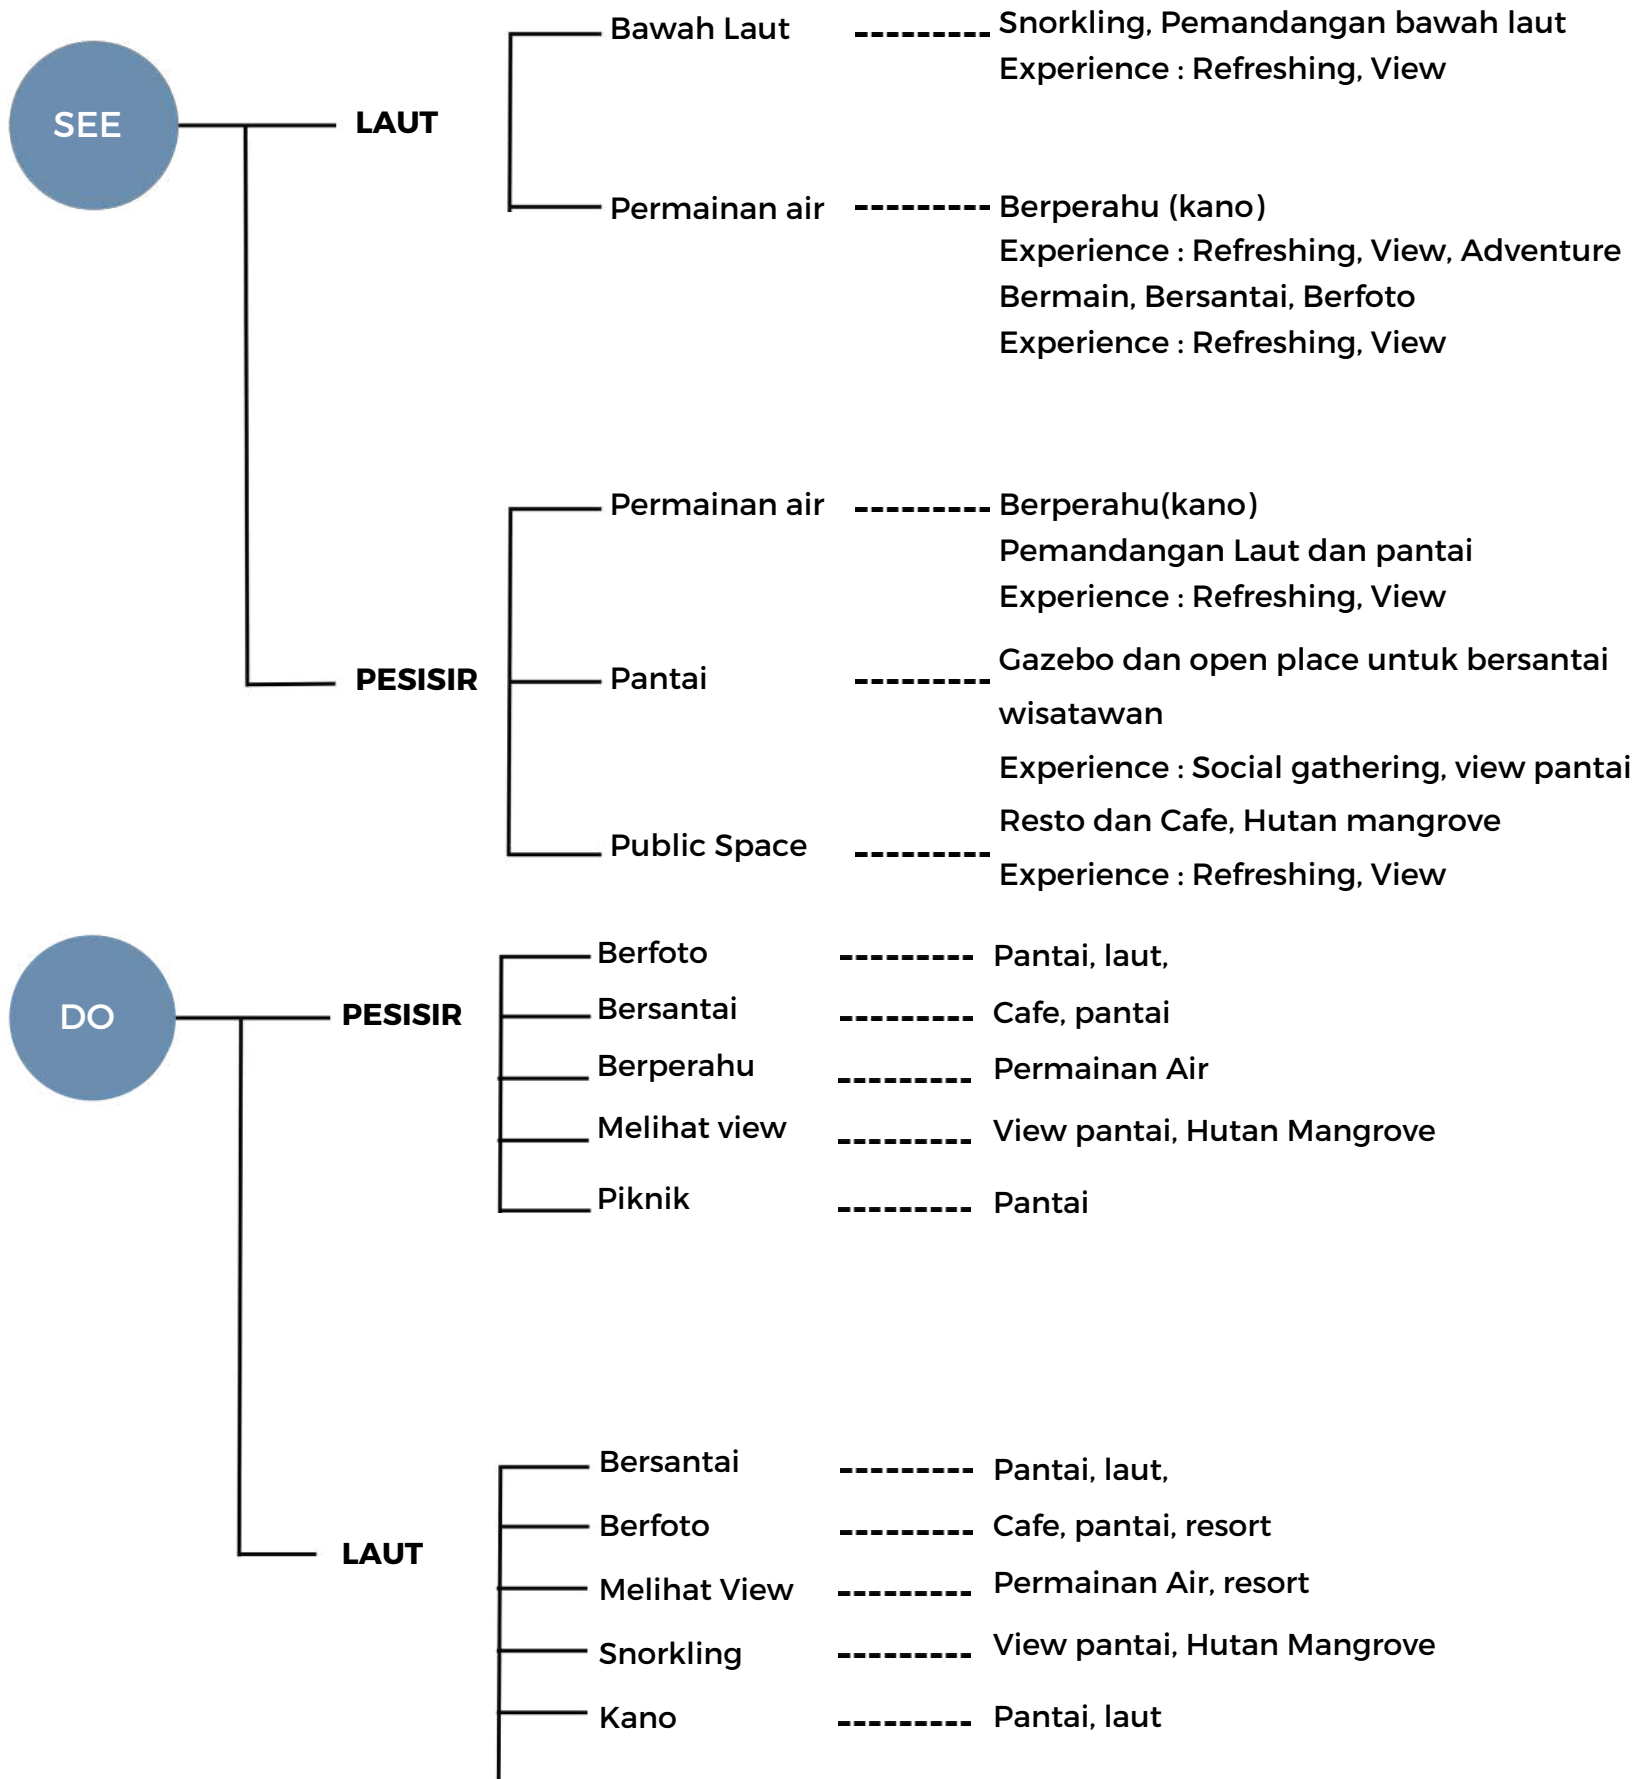 SEE
LAUT
Bawah Laut
Snorkling, Pemandangan bawah laut
Experience : Refreshing, View
Permainan air
Berperahu (kano)
Experience : Refreshing, View, Adventure
Bermain, Bersantai, Berfoto
Experience : Refreshing, View
PESISIR
Permainan air
Berperahu(kano)
Pemandangan Laut dan pantai
Experience : Refreshing, View
Pantai
Gazebo dan open place untuk bersantai
wisatawan
Experience : Social gathering, view pantai
Public Space
Resto dan Cafe, Hutan mangrove
Experience : Refreshing, View
DO
PESISIR
Berfoto
Pantai, laut,
Bersantai
Cafe, pantai
Berperahu
Permainan Air
Melihat view
View pantai, Hutan Mangrove
Piknik
Pantai
LAUT
Bersantai
Pantai, laut,
Berfoto
Cafe, pantai, resort
Melihat View
Permainan Air, resort
Snorkling
View pantai, Hutan Mangrove
Kano
Pantai, laut